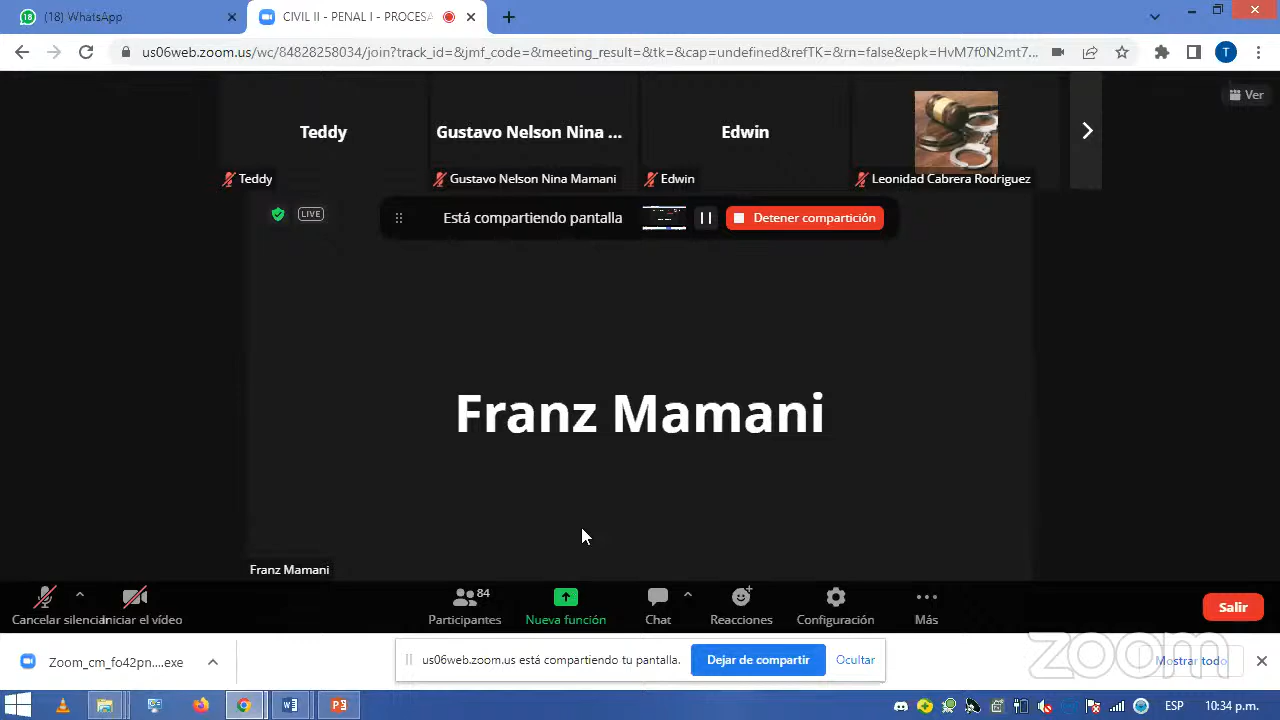 (18) WhatsApp
CIVIL II - PENAL I - PROCESA
us06web.zoom.us/wc/84828258034/join?track_id=&jmf_code=&meeting_result=&tk=&cap=undefined&refTK=&rn=false&epk=HvM7f0N2mt7...
T
Ver
Teddy
Gustavo Nelson Nina ...
Edwin
Teddy
Gustavo Nelson Nina Mamani
Edwin
Leonidad Cabrera Rodriguez
LIVE
Está compartiendo pantalla
Detener compartición
Franz Mamani
Franz Mamani
84
Cancelar silencian
Iniciar el vídeo
Participantes
Nueva función
Chat
Reacciones
Configuración
Más
Salir
Zoom_cm_fo42pn....exe
us06web.zoom.us está compartiendo tu pantalla.
Dejar de compartir
Ocultar
Mostrar todo
zoom
ESP
10:34 p.m.